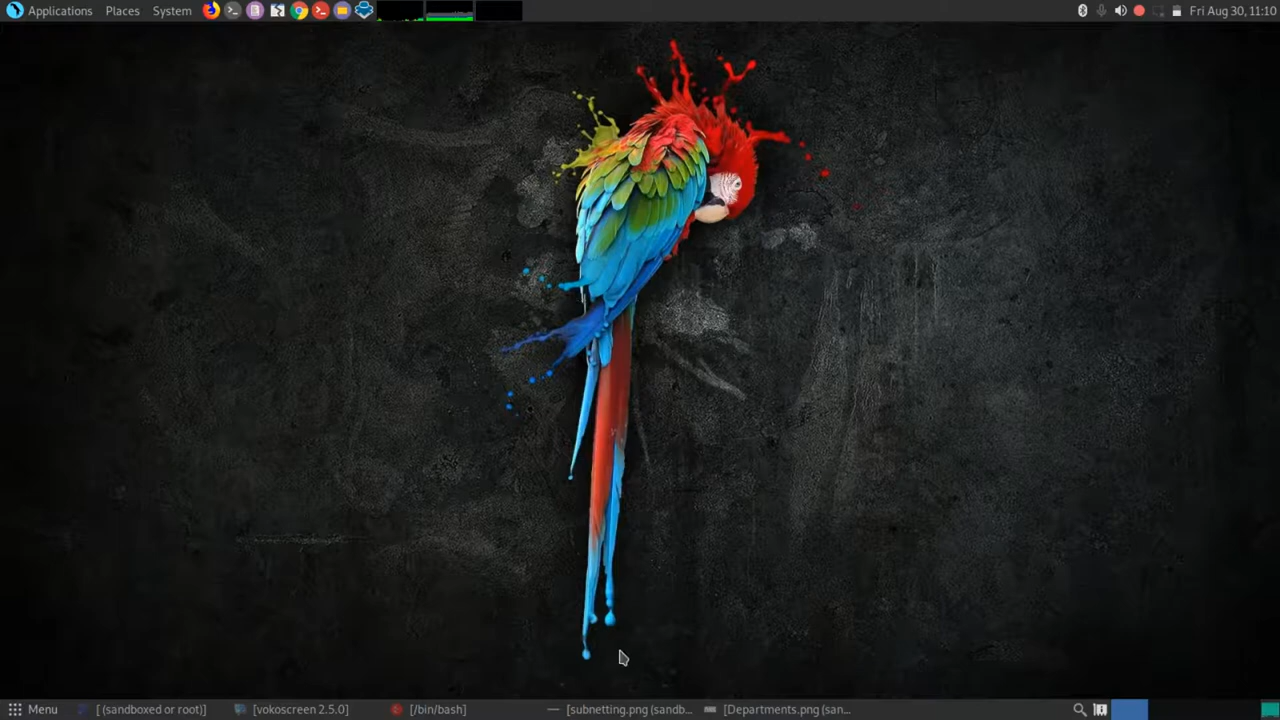 Applications Places System Fri Aug 30, 11:10
Menu [ (sandboxed or root)] [vokoscreen 2.5.0] [/bin/bash] [subnetting.png (sandb... [Departments.png (san...